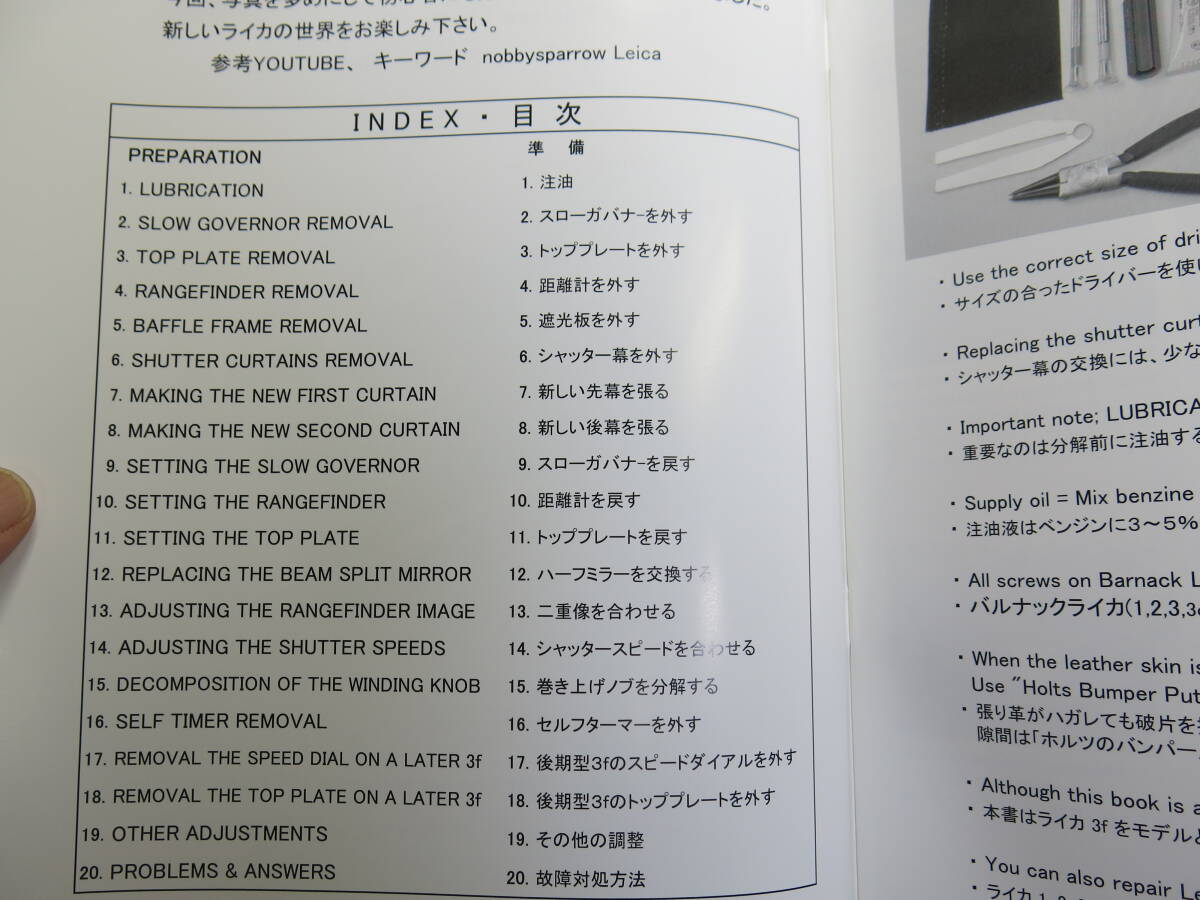 今回、写真を多めにして初心者に
した。
新しいライカの世界をお楽しみ下さい。
参考YOUTUBE、 キーワード nobbysparrow Leica
INDEX・目次
PREPARATION 準 備
1. LUBRICATION 1. 注油
2. SLOW GOVERNOR REMOVAL 2. スローガバナ-を外す
3. TOP PLATE REMOVAL 3. トッププレートを外す
4. RANGEFINDER REMOVAL 4. 距離計を外す
5. BAFFLE FRAME REMOVAL 5. 遮光板を外す
6. SHUTTER CURTAINS REMOVAL 6. シャッター幕を外す
7. MAKING THE NEW FIRST CURTAIN 7. 新しい先幕を張る
8. MAKING THE NEW SECOND CURTAIN 8. 新しい後幕を張る
9. SETTING THE SLOW GOVERNOR 9. スローガバナ-を戻す
10. SETTING THE RANGEFINDER 10. 距離計を戻す
11. SETTING THE TOP PLATE 11. トッププレートを戻す
12. REPLACING THE BEAM SPLIT MIRROR 12. ハーフミラーを交換する
13. ADJUSTING THE RANGEFINDER IMAGE 13. 二重像を合わせる
14. ADJUSTING THE SHUTTER SPEEDS 14. シャッタースピードを合わせる
15. DECOMPOSITION OF THE WINDING KNOB 15. 巻き上げノブを分解する
16. SELF TIMER REMOVAL 16. セルフターマーを外す
17. REMOVAL THE SPEED DIAL ON A LATER 3f 17. 後期型3fのスピードダイアルを外す
18. REMOVAL THE TOP PLATE ON A LATER 3f 18. 後期型3fのトッププレートを外す
19. OTHER ADJUSTMENTS 19. その他の調整
20. PROBLEMS & ANSWERS 20. 故障対処方法
・Use the correct size of dri
・サイズの合ったドライバーを使
・Replacing the shutter curt
・シャッター幕の交換には、少な
・Important note; LUBRICA
・重要なのは分解前に注油する
・Supply oil = Mix benzine
・注油液はベンジンに3～5%
・All screws on Barnack L
・バルナックライカ(1,2,3,3
・When the leather skin is
Use "Holts Bumper Put
・張り革がハガレても破片を
隙間は「ホルツのバンパー
・Although this book is a
・本書はライカ 3f をモデルと
・You can also repair Le
・ライカ